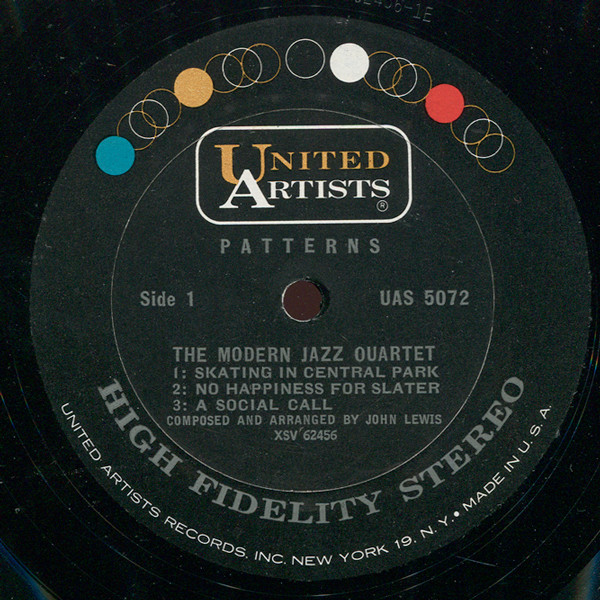 UNITED
ARTISTS
®
PATTERNS
Side 1
UAS 5072
THE MODERN JAZZ QUARTET
1: SKATING IN CENTRAL PARK
2: NO HAPPINESS FOR SLATER
3: A SOCIAL CALL
COMPOSED AND ARRANGED BY JOHN LEWIS
XSV 62456
HIGH FIDELITY STEREO
UNITED ARTISTS RECORDS, INC. NEW YORK 19, N. Y. • MADE IN U. S. A.